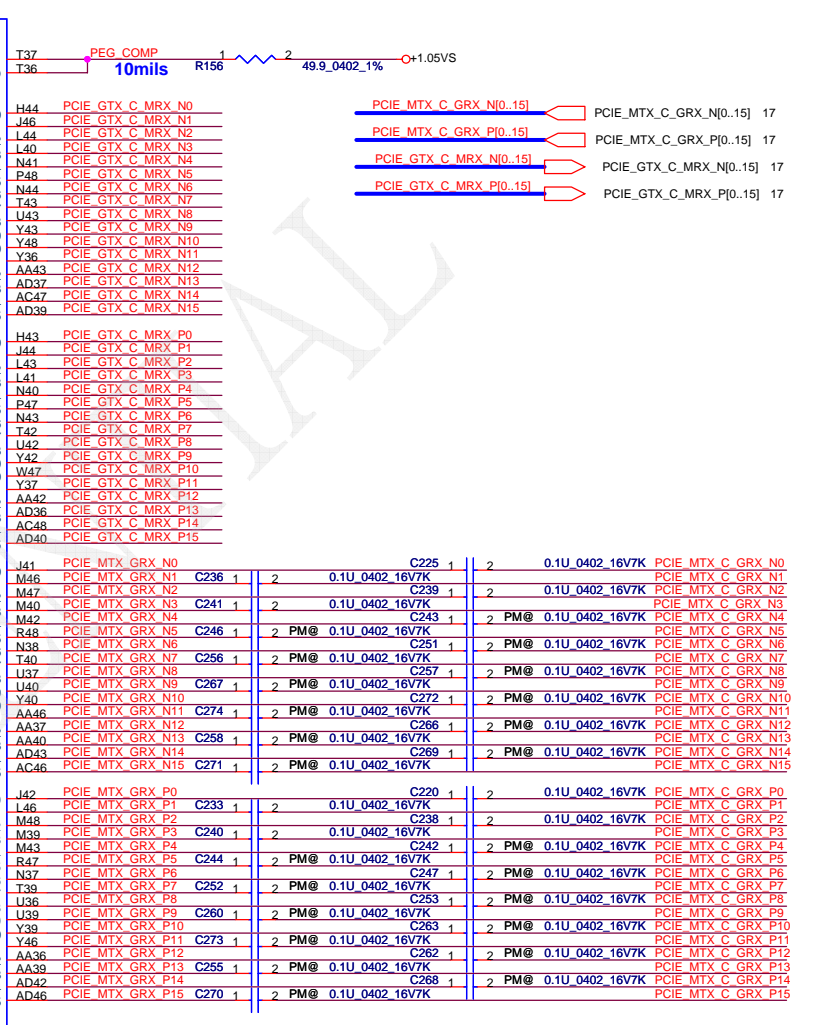 T37 PEG_COMP 1 2 +1.05VS
T36 10mils R156 49.9_0402_1%
H44 PCIE_GTX_C_MRX_N0 PCIE_MTX_C_GRX_N[0..15] PCIE_MTX_C_GRX_N[0..15] 17
J46 PCIE_GTX_C_MRX_N1
L44 PCIE_GTX_C_MRX_N2 PCIE_MTX_C_GRX_P[0..15] PCIE_MTX_C_GRX_P[0..15] 17
L40 PCIE_GTX_C_MRX_N3
N41 PCIE_GTX_C_MRX_N4 PCIE_GTX_C_MRX_N[0..15] PCIE_GTX_C_MRX_N[0..15] 17
P48 PCIE_GTX_C_MRX_N5
N44 PCIE_GTX_C_MRX_N6 PCIE_GTX_C_MRX_P[0..15] PCIE_GTX_C_MRX_P[0..15] 17
T43 PCIE_GTX_C_MRX_N7
U43 PCIE_GTX_C_MRX_N8
Y43 PCIE_GTX_C_MRX_N9
Y48 PCIE_GTX_C_MRX_N10
Y36 PCIE_GTX_C_MRX_N11
AA43 PCIE_GTX_C_MRX_N12
AD37 PCIE_GTX_C_MRX_N13
AC47 PCIE_GTX_C_MRX_N14
AD39 PCIE_GTX_C_MRX_N15
H43 PCIE_GTX_C_MRX_P0
J44 PCIE_GTX_C_MRX_P1
L43 PCIE_GTX_C_MRX_P2
L41 PCIE_GTX_C_MRX_P3
N40 PCIE_GTX_C_MRX_P4
P47 PCIE_GTX_C_MRX_P5
N43 PCIE_GTX_C_MRX_P6
T42 PCIE_GTX_C_MRX_P7
U42 PCIE_GTX_C_MRX_P8
Y42 PCIE_GTX_C_MRX_P9
W47 PCIE_GTX_C_MRX_P10
Y37 PCIE_GTX_C_MRX_P11
AA42 PCIE_GTX_C_MRX_P12
AD36 PCIE_GTX_C_MRX_P13
AC48 PCIE_GTX_C_MRX_P14
AD40 PCIE_GTX_C_MRX_P15
J41 PCIE_MTX_GRX_N0 C225 1 2 0.1U_0402_16V7K PCIE_MTX_C_GRX_N0
M46 PCIE_MTX_GRX_N1 C236 1 2 0.1U_0402_16V7K PCIE_MTX_C_GRX_N1
M47 PCIE_MTX_GRX_N2 C239 1 2 0.1U_0402_16V7K PCIE_MTX_C_GRX_N2
M40 PCIE_MTX_GRX_N3 C241 1 2 0.1U_0402_16V7K PCIE_MTX_C_GRX_N3
M42 PCIE_MTX_GRX_N4 C243 1 2 PM@ 0.1U_0402_16V7K PCIE_MTX_C_GRX_N4
R48 PCIE_MTX_GRX_N5 C246 1 2 PM@ 0.1U_0402_16V7K PCIE_MTX_C_GRX_N5
N38 PCIE_MTX_GRX_N6 C251 1 2 PM@ 0.1U_0402_16V7K PCIE_MTX_C_GRX_N6
T40 PCIE_MTX_GRX_N7 C256 1 2 PM@ 0.1U_0402_16V7K PCIE_MTX_C_GRX_N7
U37 PCIE_MTX_GRX_N8 C257 1 2 PM@ 0.1U_0402_16V7K PCIE_MTX_C_GRX_N8
U40 PCIE_MTX_GRX_N9 C267 1 2 PM@ 0.1U_0402_16V7K PCIE_MTX_C_GRX_N9
Y40 PCIE_MTX_GRX_N10 C272 1 2 PM@ 0.1U_0402_16V7K PCIE_MTX_C_GRX_N10
AA46 PCIE_MTX_GRX_N11 C274 1 2 PM@ 0.1U_0402_16V7K PCIE_MTX_C_GRX_N11
AA37 PCIE_MTX_GRX_N12 C266 1 2 PM@ 0.1U_0402_16V7K PCIE_MTX_C_GRX_N12
AA40 PCIE_MTX_GRX_N13 C258 1 2 PM@ 0.1U_0402_16V7K PCIE_MTX_C_GRX_N13
AD43 PCIE_MTX_GRX_N14 C269 1 2 PM@ 0.1U_0402_16V7K PCIE_MTX_C_GRX_N14
AC46 PCIE_MTX_GRX_N15 C271 1 2 PM@ 0.1U_0402_16V7K PCIE_MTX_C_GRX_N15
J42 PCIE_MTX_GRX_P0 C220 1 2 0.1U_0402_16V7K PCIE_MTX_C_GRX_P0
L46 PCIE_MTX_GRX_P1 C233 1 2 0.1U_0402_16V7K PCIE_MTX_C_GRX_P1
M48 PCIE_MTX_GRX_P2 C238 1 2 0.1U_0402_16V7K PCIE_MTX_C_GRX_P2
M39 PCIE_MTX_GRX_P3 C240 1 2 0.1U_0402_16V7K PCIE_MTX_C_GRX_P3
M43 PCIE_MTX_GRX_P4 C242 1 2 PM@ 0.1U_0402_16V7K PCIE_MTX_C_GRX_P4
R47 PCIE_MTX_GRX_P5 C244 1 2 PM@ 0.1U_0402_16V7K PCIE_MTX_C_GRX_P5
N37 PCIE_MTX_GRX_P6 C247 1 2 PM@ 0.1U_0402_16V7K PCIE_MTX_C_GRX_P6
T39 PCIE_MTX_GRX_P7 C252 1 2 PM@ 0.1U_0402_16V7K PCIE_MTX_C_GRX_P7
U36 PCIE_MTX_GRX_P8 C253 1 2 PM@ 0.1U_0402_16V7K PCIE_MTX_C_GRX_P8
U39 PCIE_MTX_GRX_P9 C260 1 2 PM@ 0.1U_0402_16V7K PCIE_MTX_C_GRX_P9
Y39 PCIE_MTX_GRX_P10 C263 1 2 PM@ 0.1U_0402_16V7K PCIE_MTX_C_GRX_P10
Y46 PCIE_MTX_GRX_P11 C273 1 2 PM@ 0.1U_0402_16V7K PCIE_MTX_C_GRX_P11
AA36 PCIE_MTX_GRX_P12 C262 1 2 PM@ 0.1U_0402_16V7K PCIE_MTX_C_GRX_P12
AA39 PCIE_MTX_GRX_P13 C255 1 2 PM@ 0.1U_0402_16V7K PCIE_MTX_C_GRX_P13
AD42 PCIE_MTX_GRX_P14 C268 1 2 PM@ 0.1U_0402_16V7K PCIE_MTX_C_GRX_P14
AD46 PCIE_MTX_GRX_P15 C270 1 2 PM@ 0.1U_0402_16V7K PCIE_MTX_C_GRX_P15